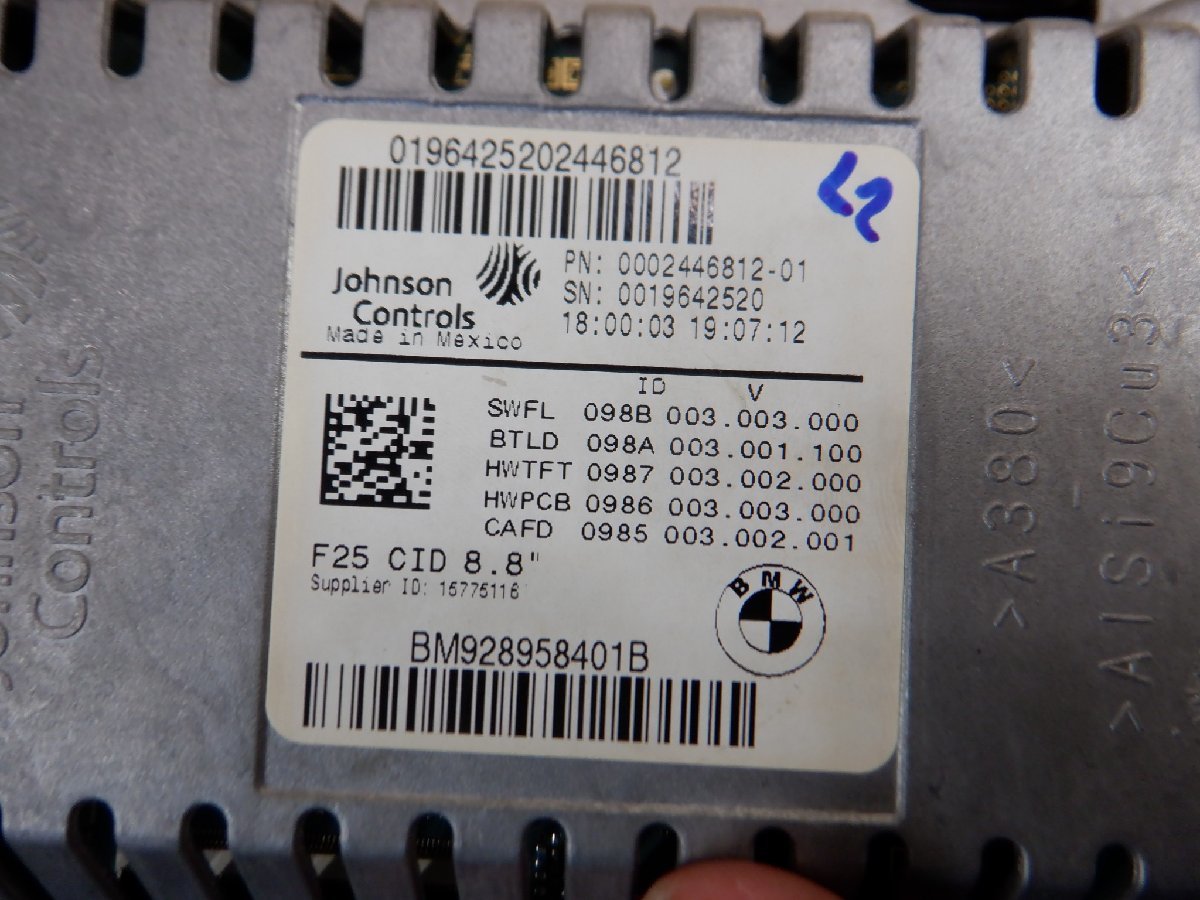 0196425202446812
L2
Johnson
Controls
Made in Mexico
PN: 0002446812-01
SN: 0019642520
18:00:03 19:07:12
ID V
SWFL 098B 003.003.000
BTLD 098A 003.001.100
HWTFT 0987 003.002.000
HWPCB 0986 003.003.000
CAFD 0985 003.002.001
F25 CID 8.8"
Supplier ID: 15775116
BMW
BM928958401B
>A380<
>AlSi9Cu3<
Johnson
Controls